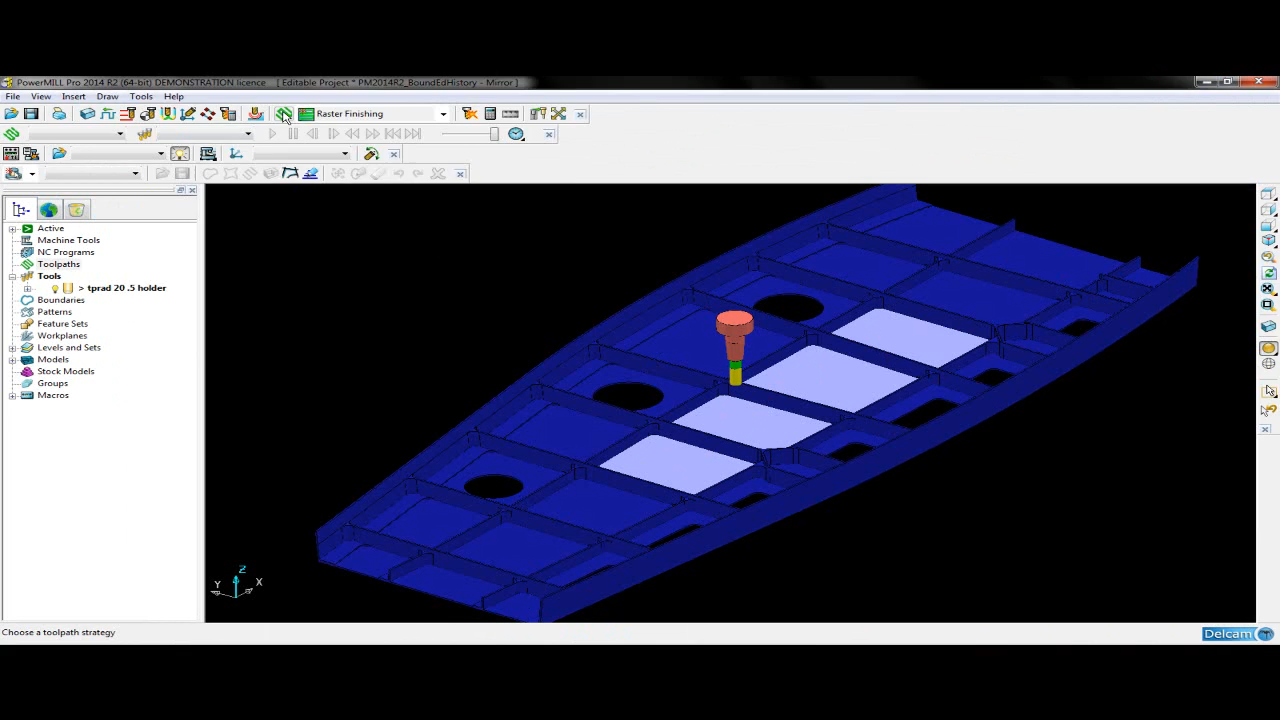 PowerMILL Pro 2014 R2 (64-bit) DEMONSTRATION licence [ Editable Project * PM2014R2_BoundEdHistory - Mirror ]
File View Insert Draw Tools Help
Raster Finishing
Active
Machine Tools
NC Programs
Toolpaths
Tools
> tprad 20 .5 holder
Boundaries
Patterns
Feature Sets
Workplanes
Levels and Sets
Models
Stock Models
Groups
Macros
Z
Y X
Choose a toolpath strategy
Delcam